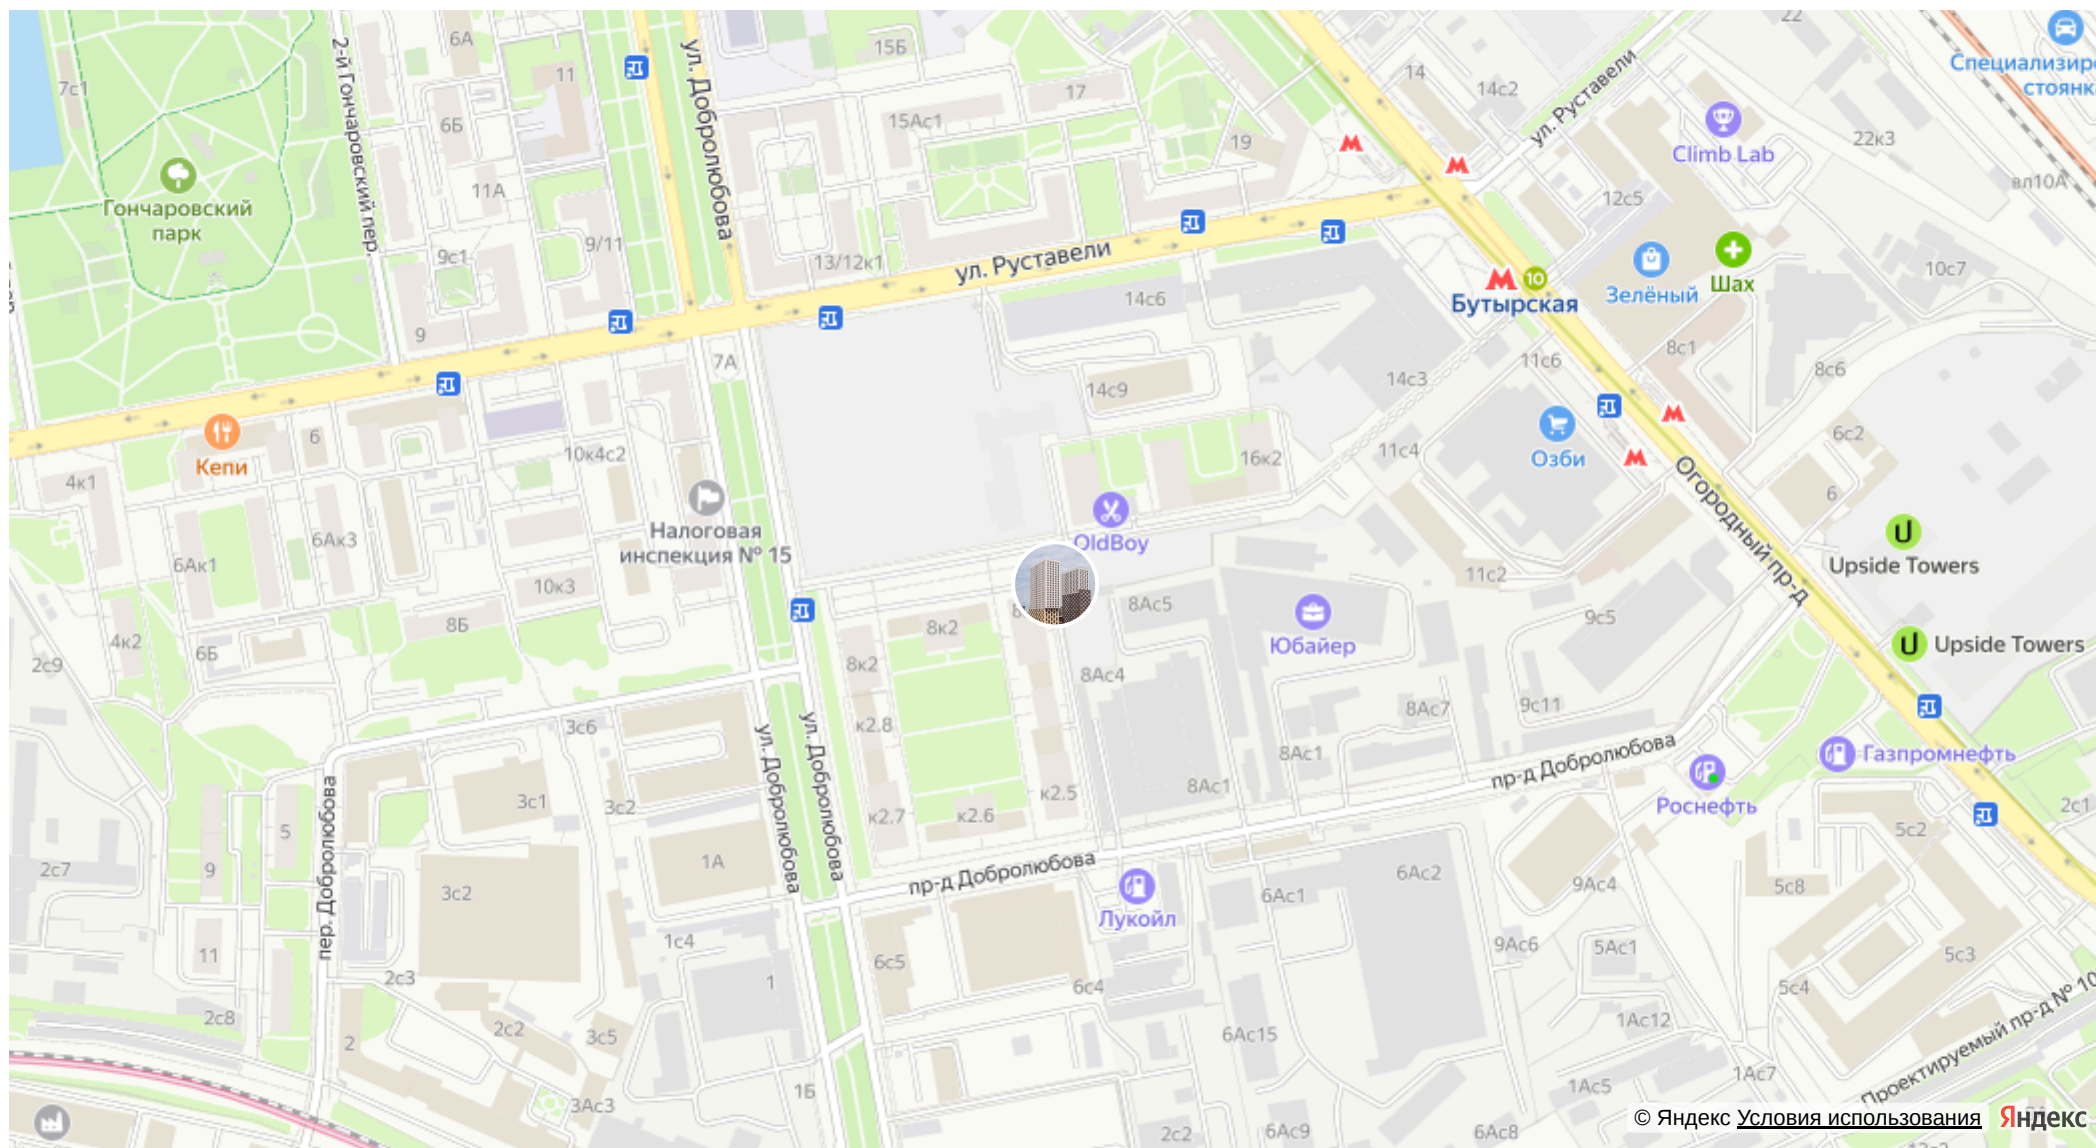 6А
11
15Б
22
Специализиро
стоянка
7с1
2-й Гончаровский пер.
ул. Добролюбова
17
14
14с2
ул. Руставели
6Б
15Ас1
19
Climb Lab
22к3
11А
вл10А
12с5
Гончаровский
парк
9с1
9/11
13/12к1
ул. Руставели
14с6
Бутырская
10
Зелёный
Шах
10с7
9
7А
14с9
14с3
11с6
8с1
8с6
Кепи
6
4к1
10к4с2
16к2
11с4
Озби
6с2
6
Огородный пр-д
Налоговая
инспекция № 15
OldBoy
6Ак3
6Ак1
10к3
11с2
Upside Towers
8Б
8к2
8Ас5
Юбайер
9с5
Upside Towers
4к2
6Б
2с9
8к2
8Ас4
3с6
к2.8
8Ас7
9с11
8Ас1
пр-д Добролюбова
Газпромнефть
ул. Добролюбова
ул. Добролюбова
пер. Добролюбова
3с1
3с2
к2.7
к2.6
к2.5
8Ас1
Роснефть
2с1
5
9
2с7
3с2
1А
пр-д Добролюбова
Лукойл
6Ас1
6Ас2
9Ас4
5с2
5с8
11
1с4
6с5
6с4
9Ас6
5Ас1
5с3
2с3
1
5с4
2с8
2
2с2
3с5
6Ас15
1Ас12
Проектируемый пр-д № 10
3Ас3
1Б
1Ас5
1Ас7
2с2
6Ас9
6Ас8
© Яндекс Условия использования Яндекс